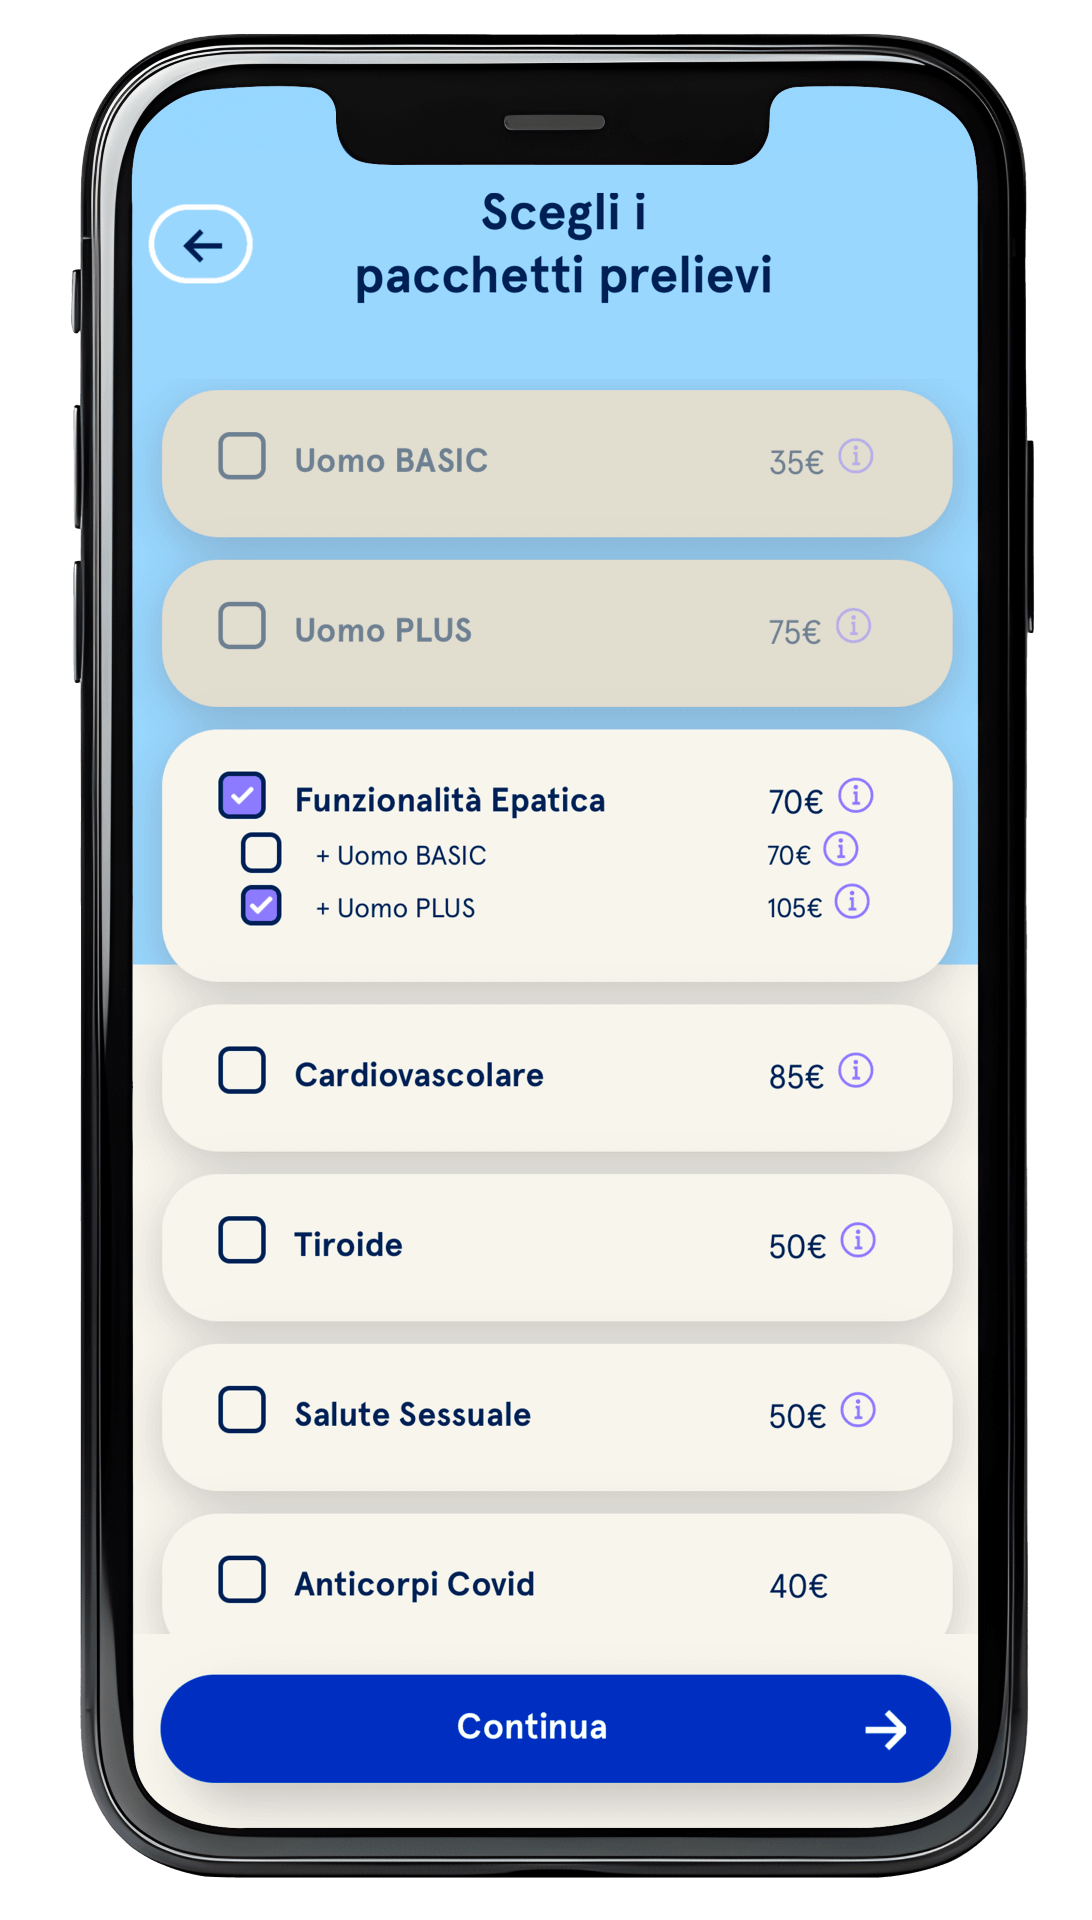 Scegli i
pacchetti prelievi
Uomo BASIC 35€
Uomo PLUS 75€
Funzionalità Epatica 70€
+ Uomo BASIC 70€
+ Uomo PLUS 105€
Cardiovascolare 85€
Tiroide 50€
Salute Sessuale 50€
Anticorpi Covid 40€
Continua